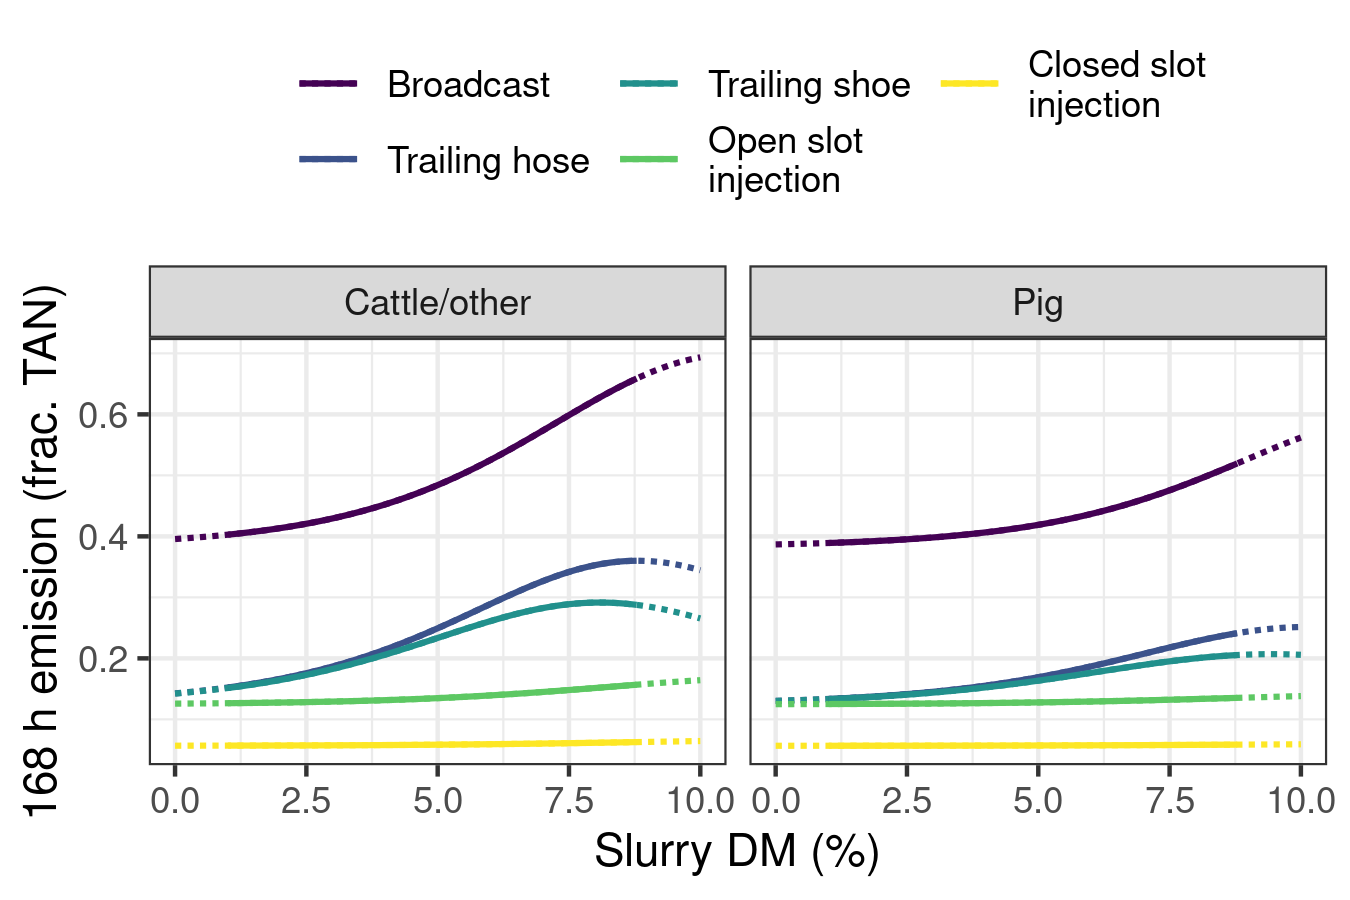 Broadcast
Trailing hose
Trailing shoe
Open slot
injection
Closed slot
injection
Cattle/other
Pig
168 h emission (frac. TAN)
0.6
0.4
0.2
0.0 2.5 5.0 7.5 10.0
0.0 2.5 5.0 7.5 10.0
Slurry DM (%)